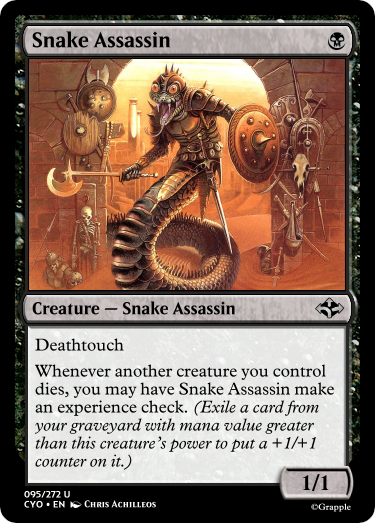 Snake Assassin
Creature — Snake Assassin
Deathtouch
Whenever another creature you control
dies, you may have Snake Assassin make
an experience check. (Exile a card from
your graveyard with mana value greater
than this creature's power to put a +1/+1
counter on it.)
1/1
095/272 U
CYO • EN Chris Achilleos
©Grapple